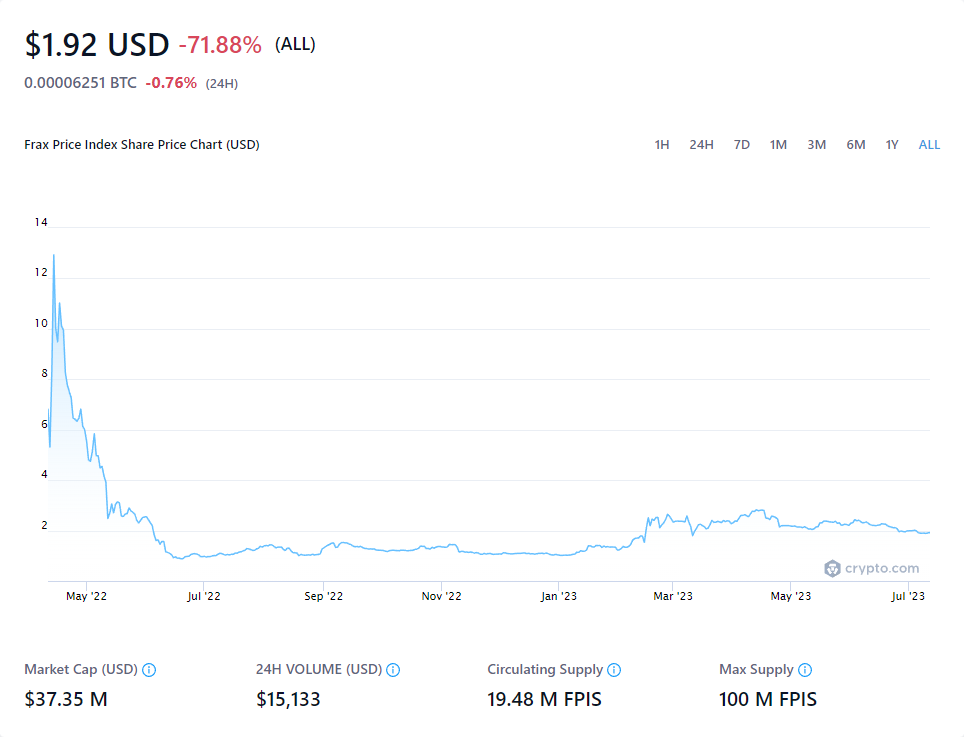 $1.92 USD -71.88% (ALL)
0.00006251 BTC -0.76% (24H)
Frax Price Index Share Price Chart (USD) 1H 24H 7D 1M 3M 6M 1Y ALL
14
12
10
8
6
4
2
crypto.com
May '22 Jul '22 Sep '22 Nov '22 Jan '23 Mar '23 May '23 Jul '23
Market Cap (USD) 24H VOLUME (USD) Circulating Supply Max Supply
$37.35 M $15,133 19.48 M FPIS 100 M FPIS